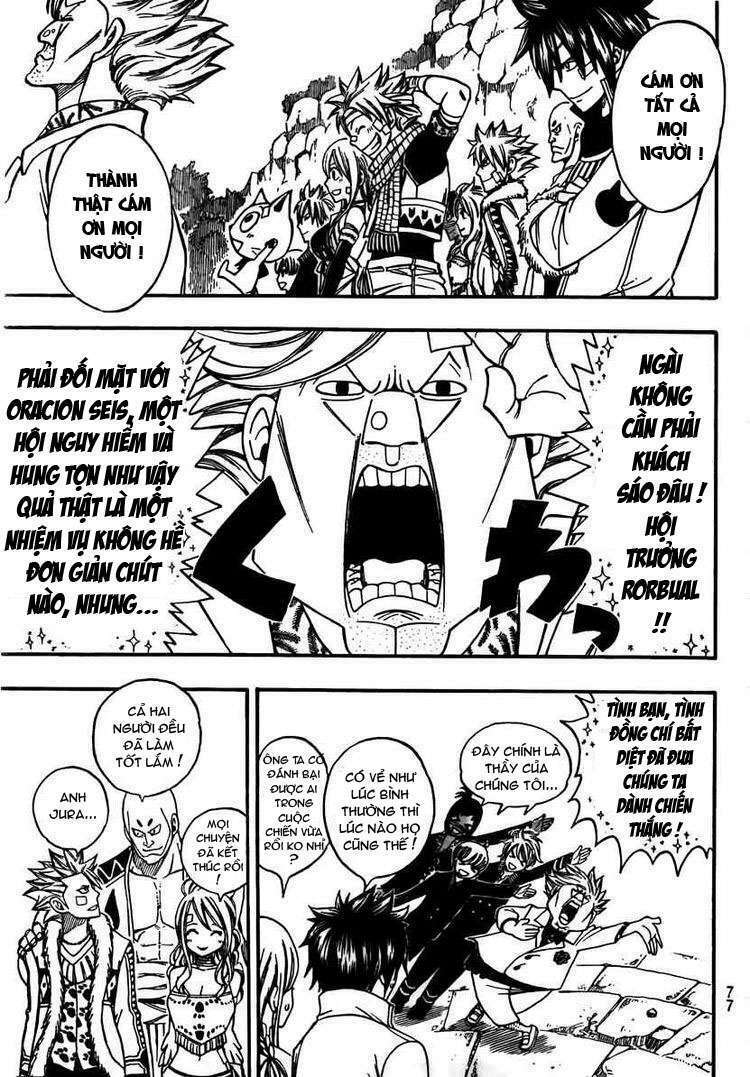 CÁM ƠN
TẤT CẢ
MỌI
NGƯỜI !
THÀNH
THẬT CÁM
ƠN MỌI
NGƯỜI !
NGÀI
KHÔNG
CẦN PHẢI
KHÁCH
SÁO ĐÂU !
HỘI
TRƯỞNG
RORBUAL
!!
PHẢI ĐỐI MẶT VỚI
ORACION SEIS, MỘT
HỘI NGUY HIỂM VÀ
HUNG TỢN NHƯ VẬY
QUẢ THẬT LÀ MỘT
NHIỆM VỤ KHÔNG HỀ
ĐƠN GIẢN CHÚT
NÀO, NHƯNG...
わっ
く
TÌNH BẠN, TÌNH
ĐỒNG CHÍ BẤT
DIỆT ĐÃ ĐƯA
CHÚNG TA
DÀNH CHIẾN
THẮNG !
ĐÂY CHÍNH LÀ
THẦY CỦA
CHÚNG TÔI...
CÓ VẺ NHƯ
LÚC BÌNH
THƯỜNG THÌ
LÚC NÀO HỌ
CŨNG THẾ !
ÔNG TA CÓ
ĐÁNH BẠI
ĐƯỢC AI
TRONG
CUỘC
CHIẾN VỪA
RỒI KO NHỈ
?
CẢ HAI
NGƯỜI ĐỀU
ĐÃ LÀM
TỐT LẮM !
ANH
JURA...
MỌI
CHUYỆN
ĐÃ KẾT
THÚC RỒI
!
77